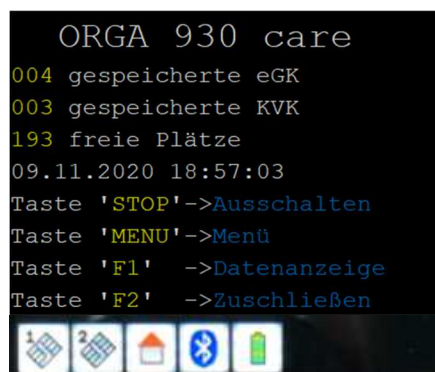 ORGA 930 care
004 gespeicherte eGK
003 gespeicherte KVK
193 freie Plätze
09.11.2020 18:57:03
Taste 'STOP'->Ausschalten
Taste 'MENU'->Menü
Taste 'F1' ->Datenanzeige
Taste 'F2' ->Zuschließen
1 2